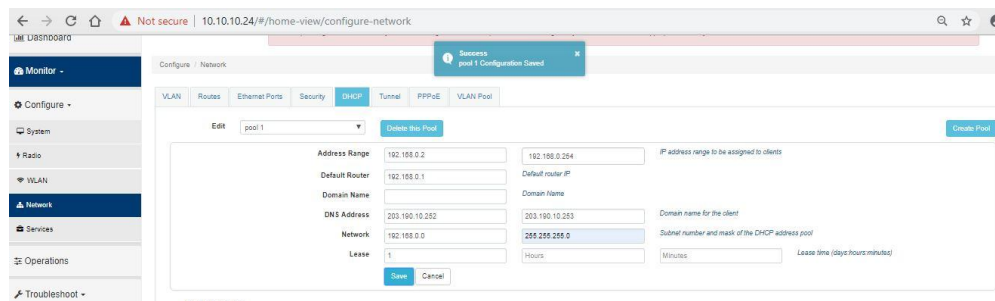 Not secure | 10.10.10.24/#/home-view/configure-network
Dashboard
Success
pool 1 Configuration Saved
Monitor
Configure / Network
VLAN Routes Ethernet Ports Security DHCP Tunnel PPPoE VLAN Pool
Configure
Edit pool 1 Delete this Pool Create Pool
System
Address Range 192.168.0.2 192.168.0.254 IP address range to be assigned to clients
Radio
Default Router 192.168.0.1 Default router IP
WLAN
Domain Name Domain Name
Network
DNS Address 203.190.10.252 203.190.10.253 Domain name for the client
Network 192.168.0.0 255.255.255.0 Subnet number and mask of the DHCP address pool
Services
Lease 1 Hours Minutes Lease time (days:hours:minutes)
Operations
Save Cancel
Troubleshoot